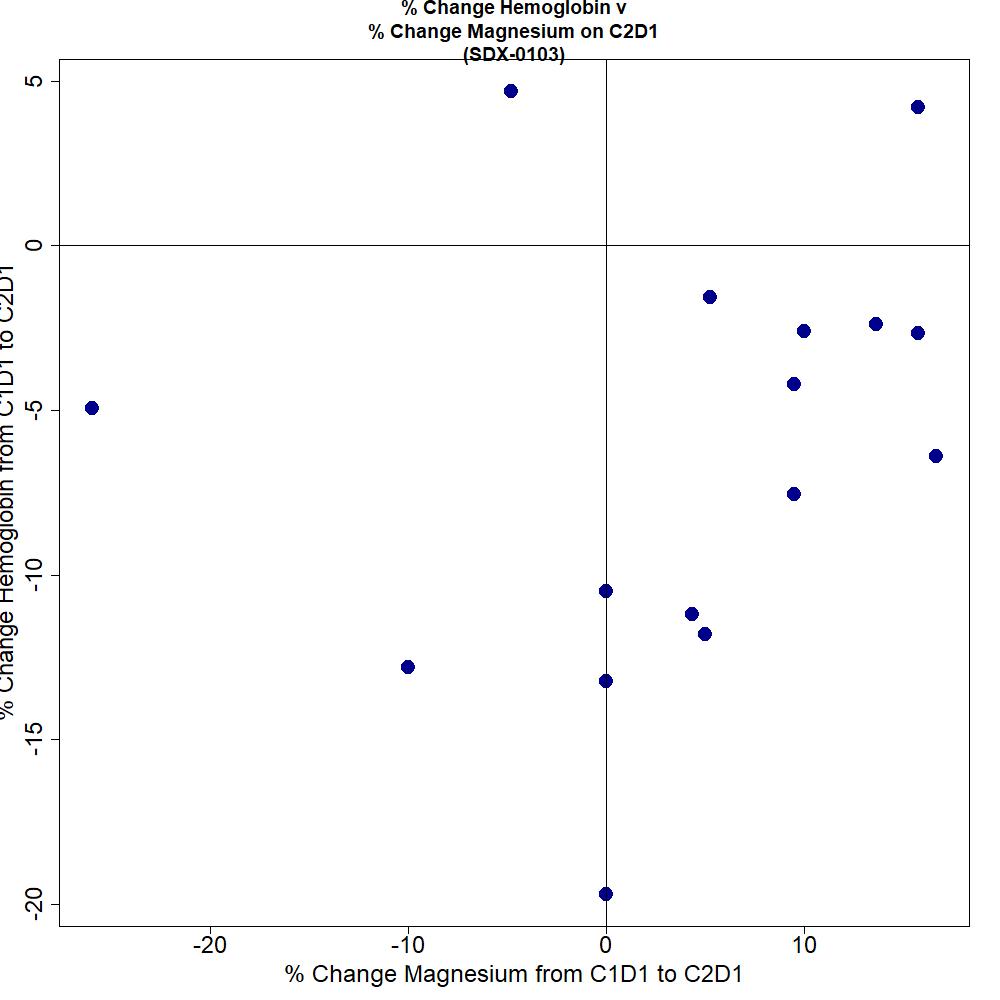 % Change Hemoglobin v
% Change Magnesium on C2D1
(SDX-0103)
% Change Hemoglobin from C1D1 to C2D1
5
0
-5
-10
-15
-20
-20
-10
0
10
% Change Magnesium from C1D1 to C2D1